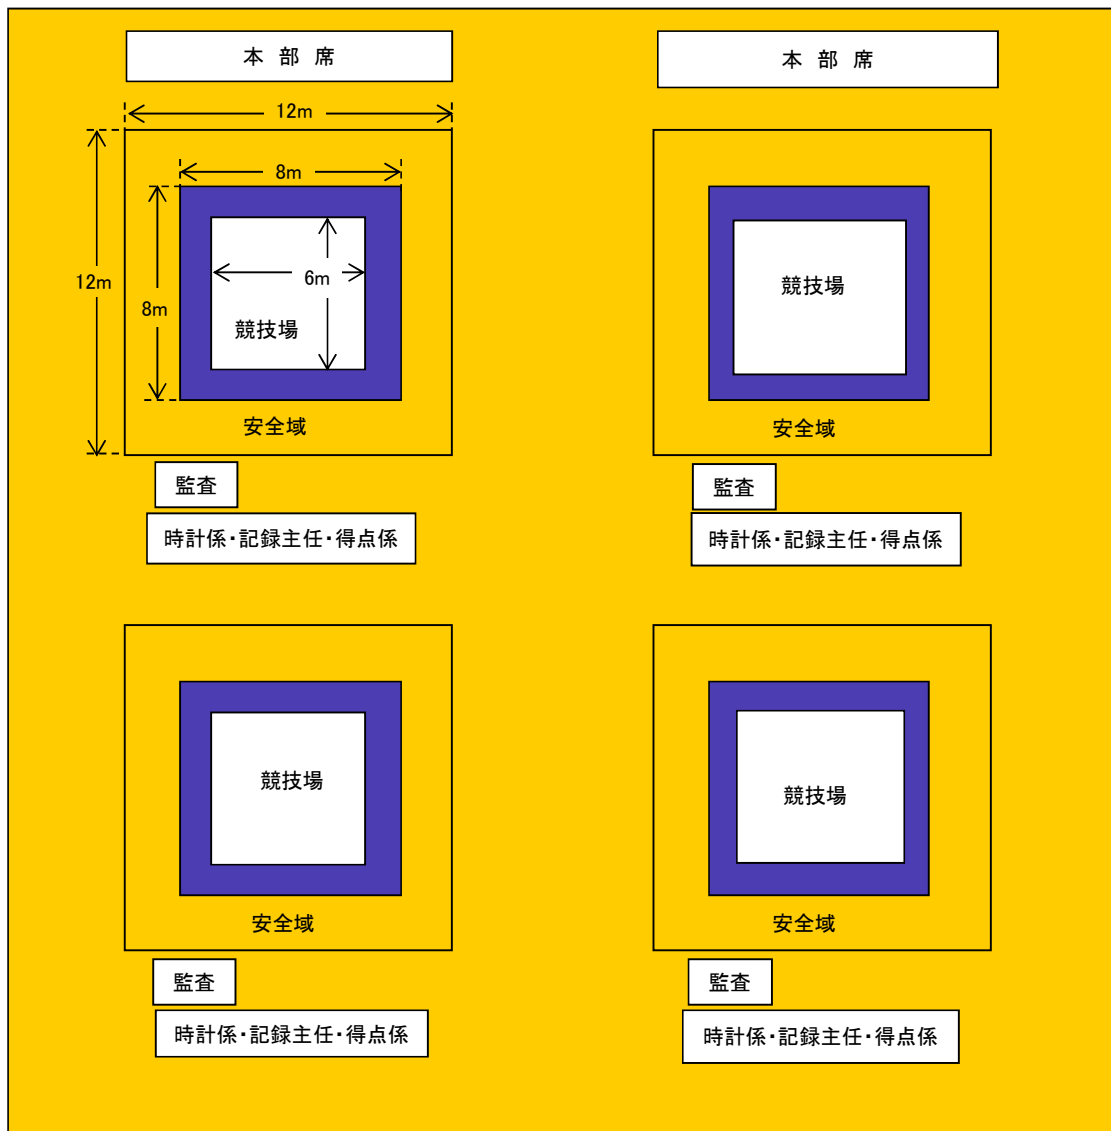 本 部 席
本 部 席
12m
8m
12m
6m
8m
競技場
競技場
安全域
安全域
監査
監査
時計係・記録主任・得点係
時計係・記録主任・得点係
競技場
競技場
安全域
安全域
監査
監査
時計係・記録主任・得点係
時計係・記録主任・得点係